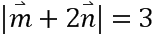 |m⃗ + 2n⃗| = 3